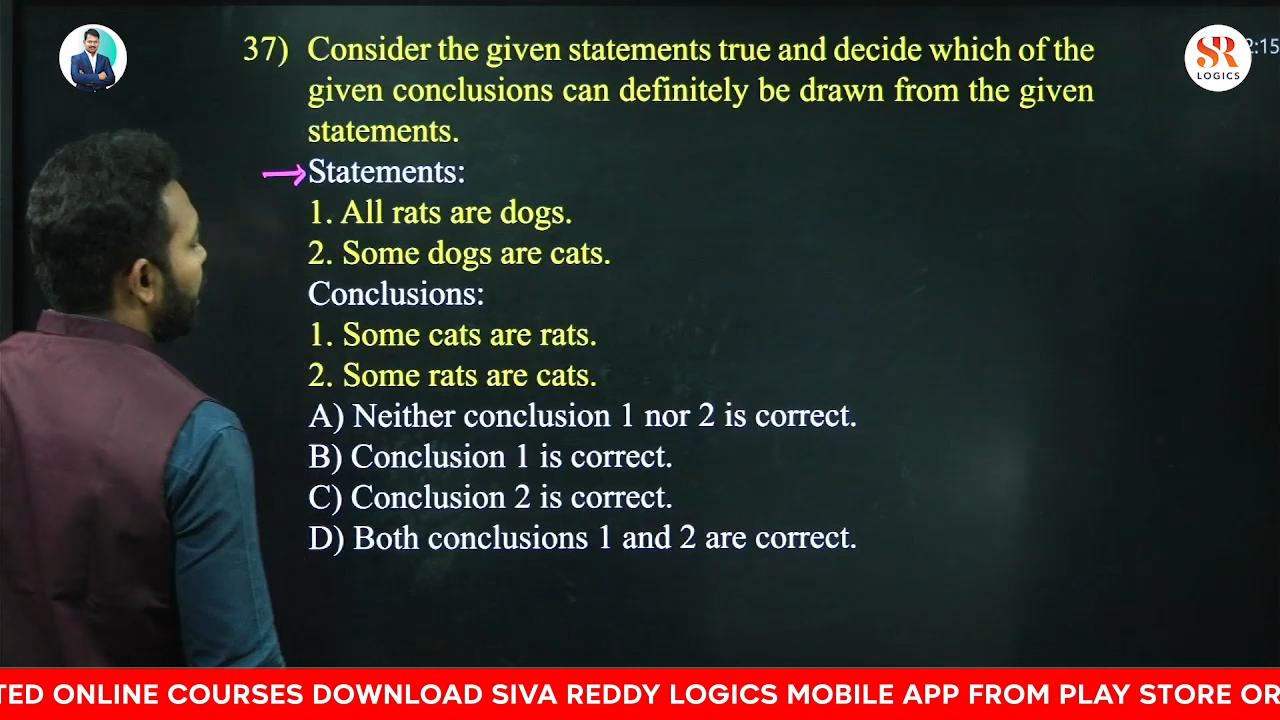 37) Consider the given statements true and decide which of the
given conclusions can definitely be drawn from the given
statements.
Statements:
1. All rats are dogs.
2. Some dogs are cats.
Conclusions:
1. Some cats are rats.
2. Some rats are cats.
A) Neither conclusion 1 nor 2 is correct.
B) Conclusion 1 is correct.
C) Conclusion 2 is correct.
D) Both conclusions 1 and 2 are correct.
SR
LOGICS
2:15
TED ONLINE COURSES DOWNLOAD SIVA REDDY LOGICS MOBILE APP FROM PLAY STORE OR